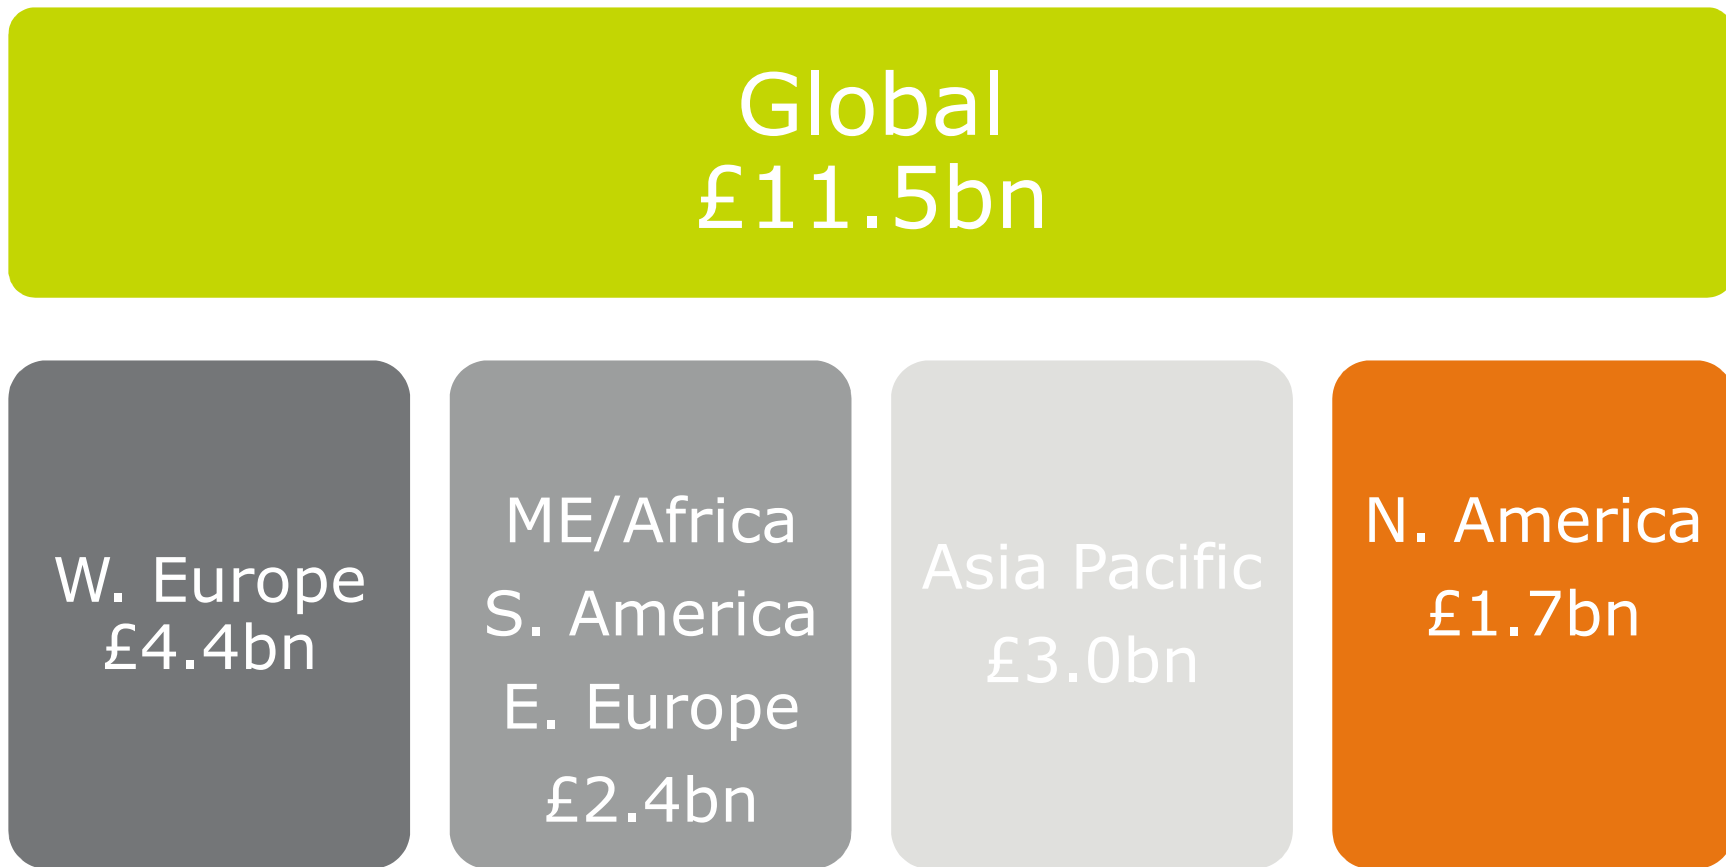 Global
£11.5bn
W. Europe
£4.4bn
ME/Africa
S. America
E. Europe
£2.4bn
Asia Pacific
£3.0bn
N. America
£1.7bn